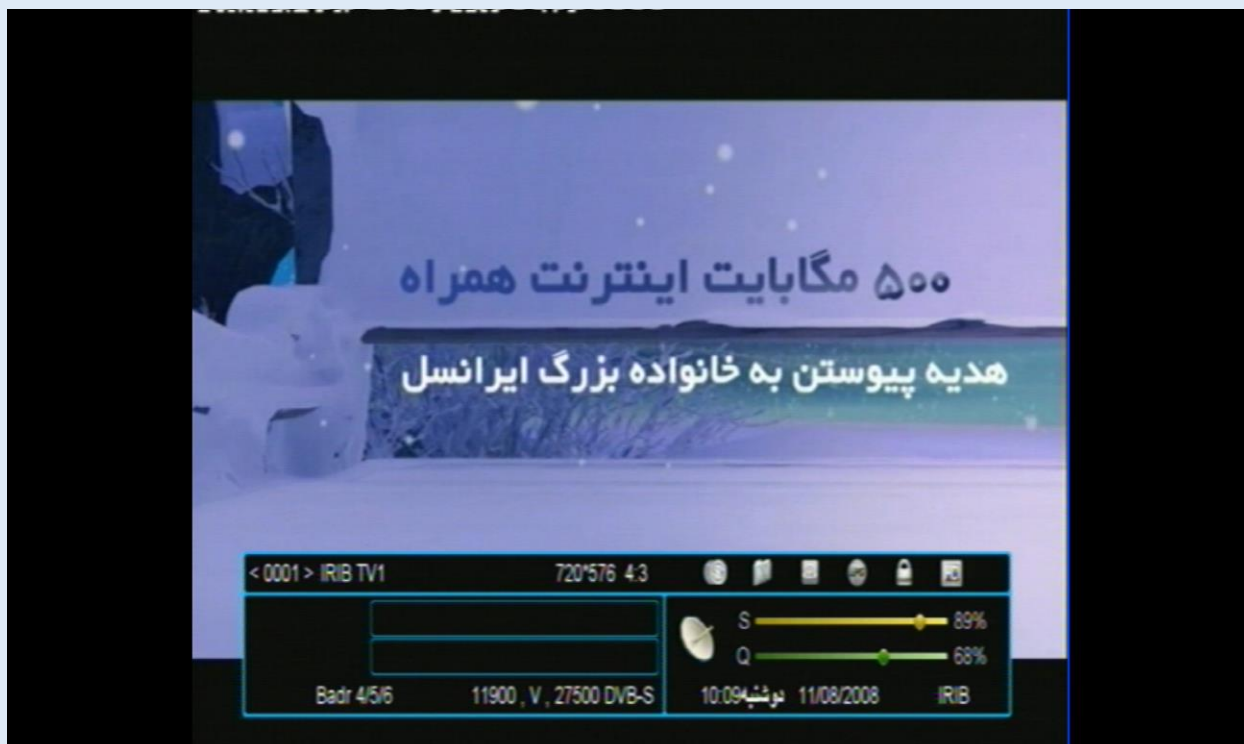 ۵۰۰ مگابایت اینترنت همراه
هدیه پیوستن به خانواده بزرگ ایرانسل
< 0001 > IRIB TV1 720*576 4:3
S 89%
Q 68%
Badr 4/5/6 11900 , V , 27500 DVB-S 10:09 دوشنبه 11/08/2008 IRIB